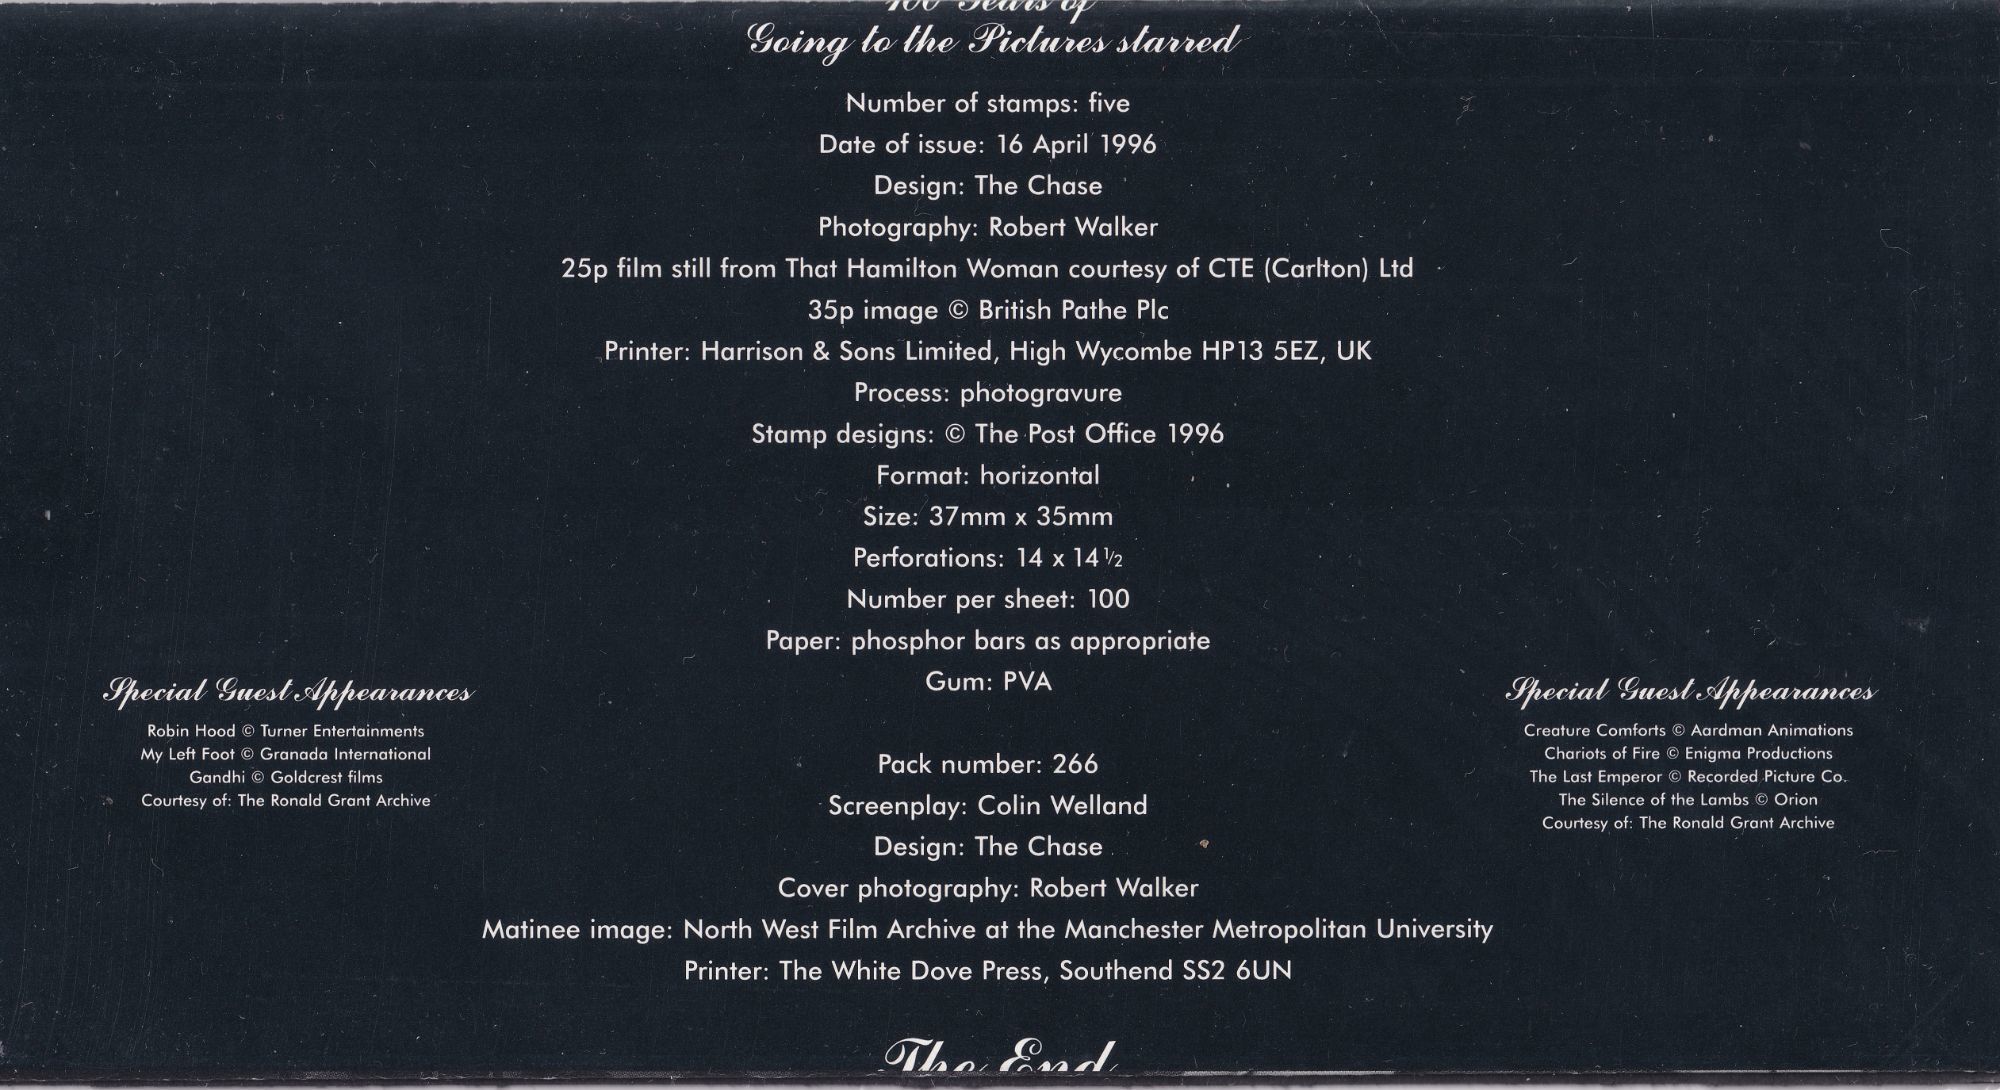 100 Years of
Going to the Pictures starred
Number of stamps: five
Date of issue: 16 April 1996
Design: The Chase
Photography: Robert Walker
25p film still from That Hamilton Woman courtesy of CTE (Carlton) Ltd
35p image © British Pathe Plc
Printer: Harrison & Sons Limited, High Wycombe HP13 5EZ, UK
Process: photogravure
Stamp designs: © The Post Office 1996
Format: horizontal
Size: 37mm x 35mm
Perforations: 14 x 14½
Number per sheet: 100
Paper: phosphor bars as appropriate
Gum: PVA
Special Guest Appearances
Robin Hood © Turner Entertainments
My Left Foot © Granada International
Gandhi © Goldcrest films
Courtesy of: The Ronald Grant Archive
Special Guest Appearances
Creature Comforts © Aardman Animations
Chariots of Fire © Enigma Productions
The Last Emperor © Recorded Picture Co.
The Silence of the Lambs © Orion
Courtesy of: The Ronald Grant Archive
Pack number: 266
Screenplay: Colin Welland
Design: The Chase
Cover photography: Robert Walker
Matinee image: North West Film Archive at the Manchester Metropolitan University
Printer: The White Dove Press, Southend SS2 6UN
The End